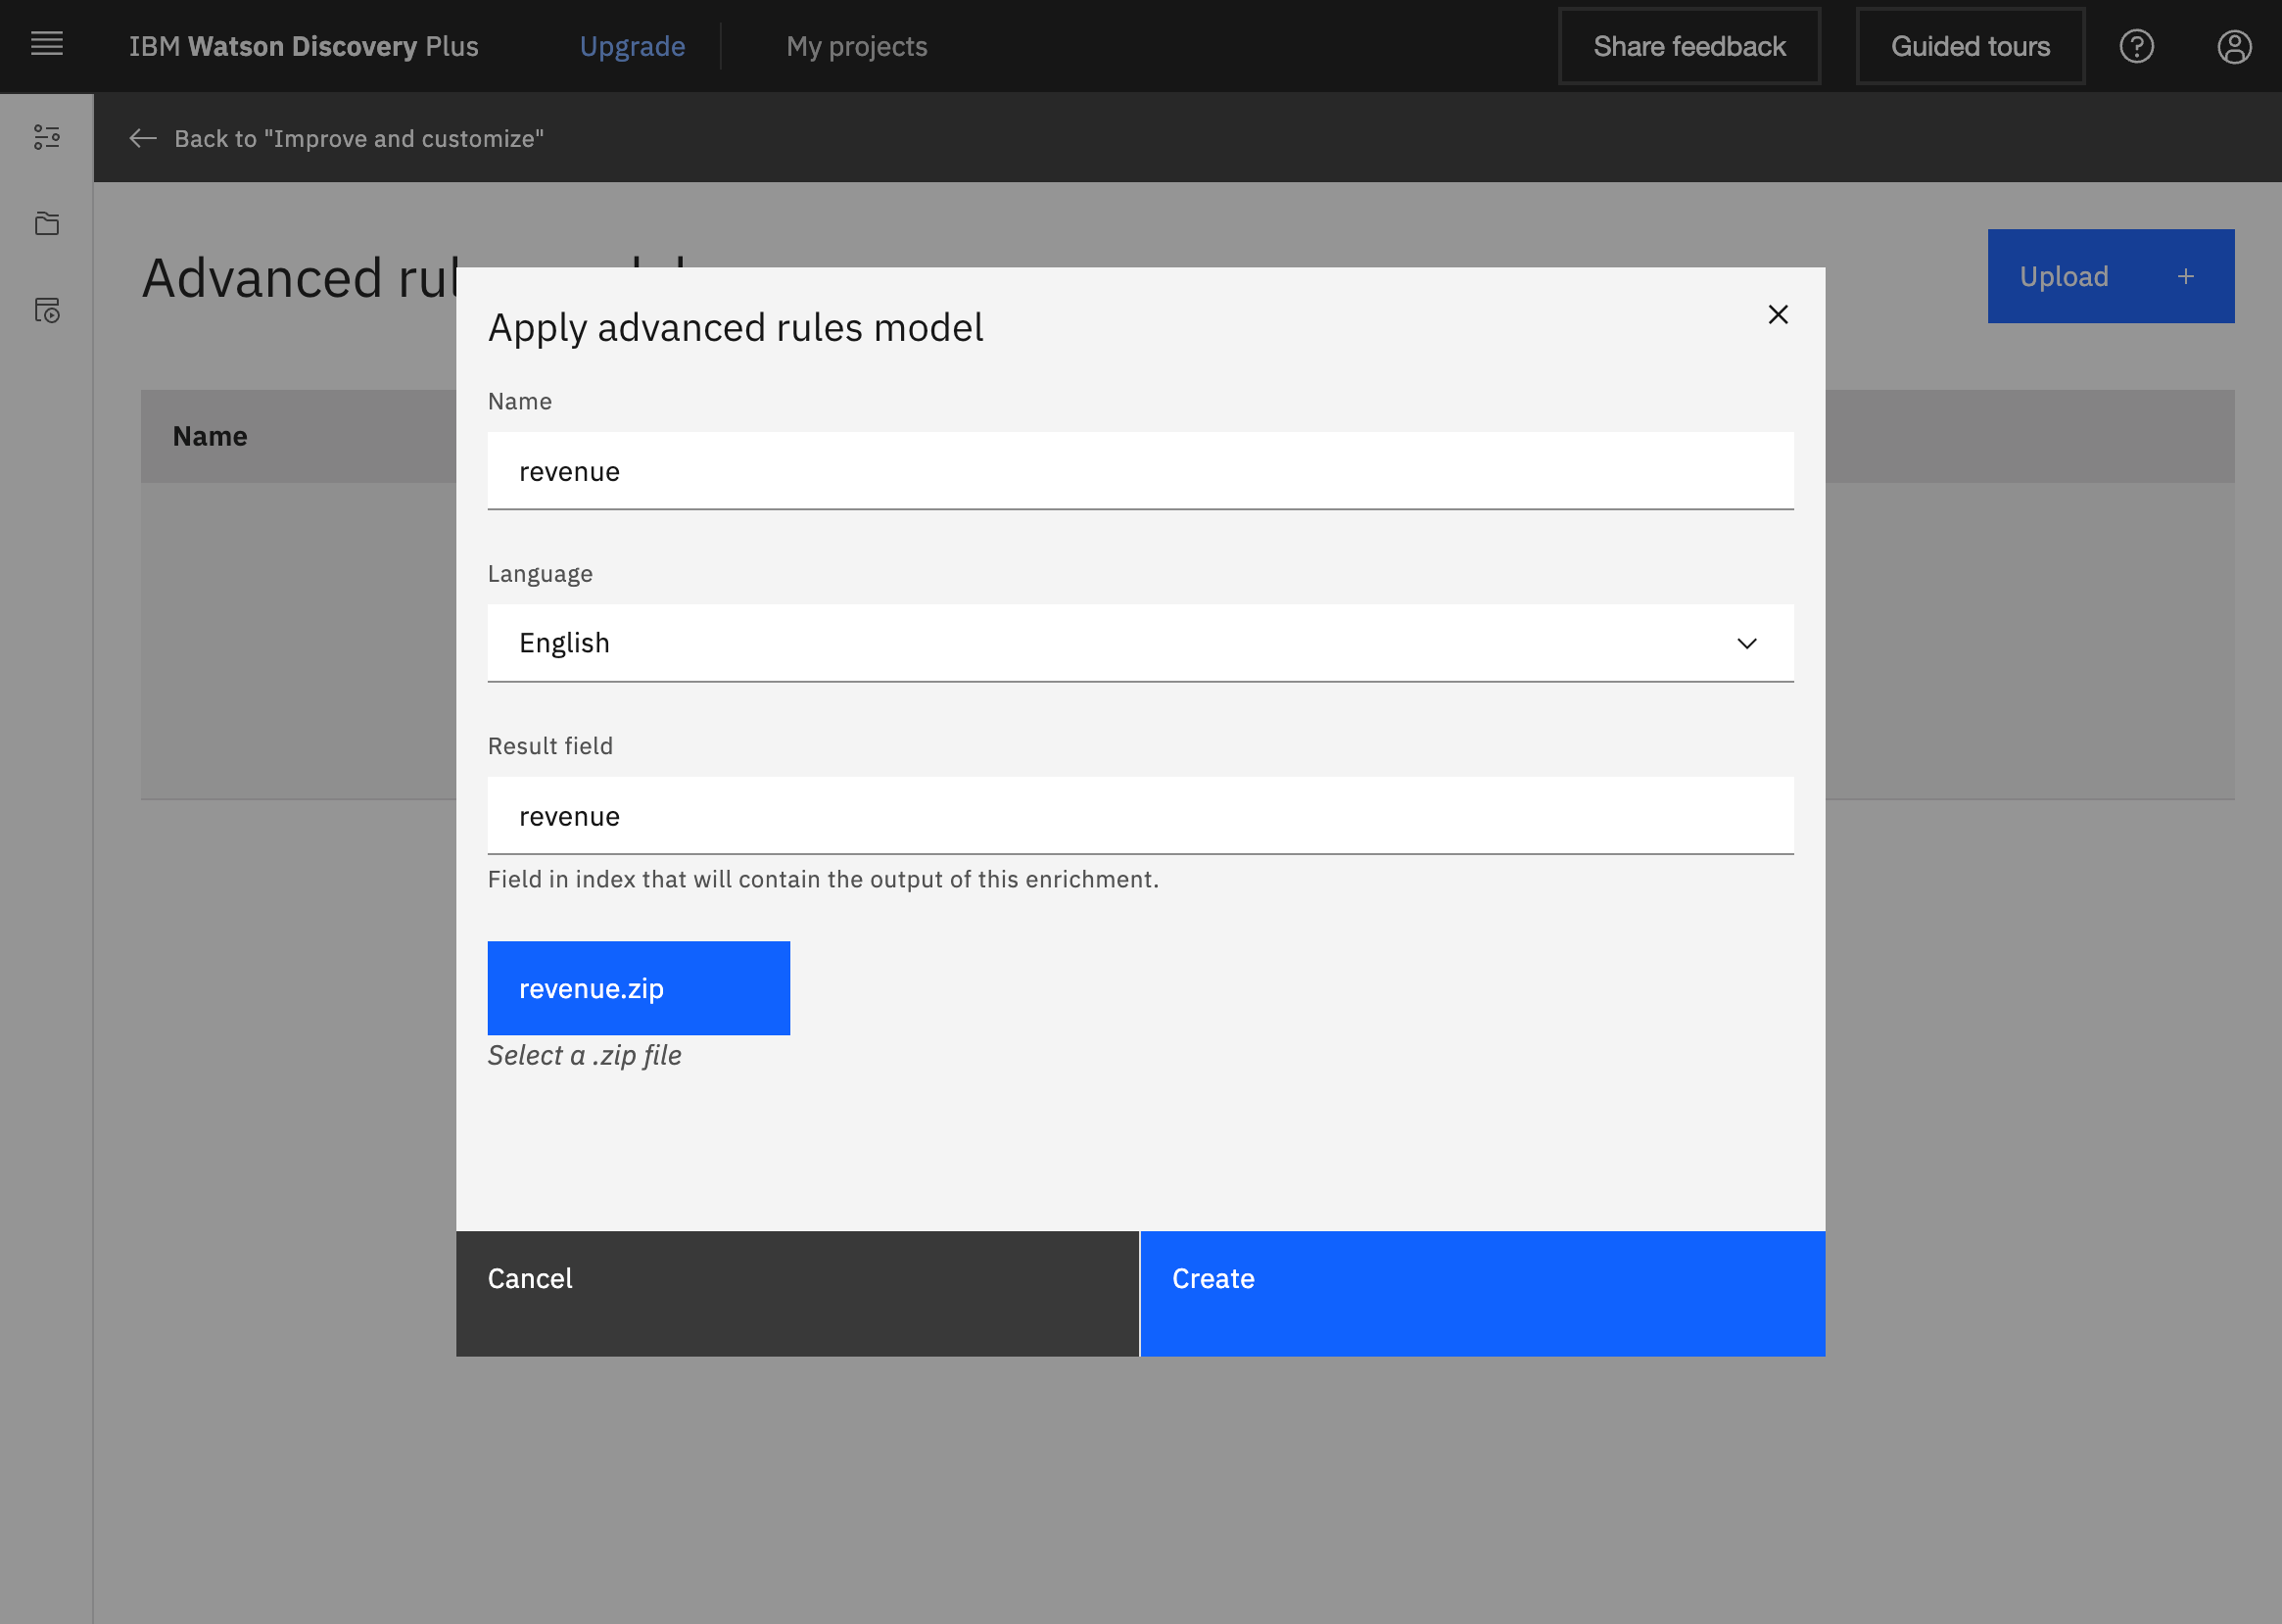 IBM Watson Discovery Plus
Upgrade
My projects
Share feedback
Guided tours
Back to "Improve and customize"
Advanced
Upload
Name
Apply advanced rules model
Name
revenue
Language
English
Result field
revenue
Field in index that will contain the output of this enrichment.
revenue.zip
Select a .zip file
Cancel
Create